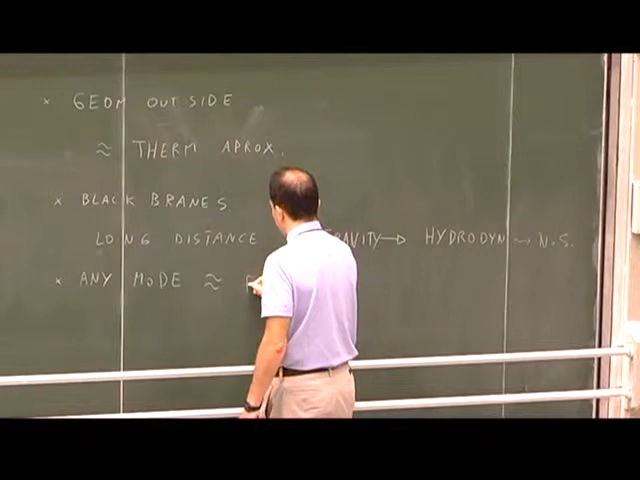 × GEOM OUTSIDE
≈ THERM APROX.
× BLACK BRANES
LONG DISTANCE GRAVITY → HYDRODYN → N.S.
× ANY MODE ≈